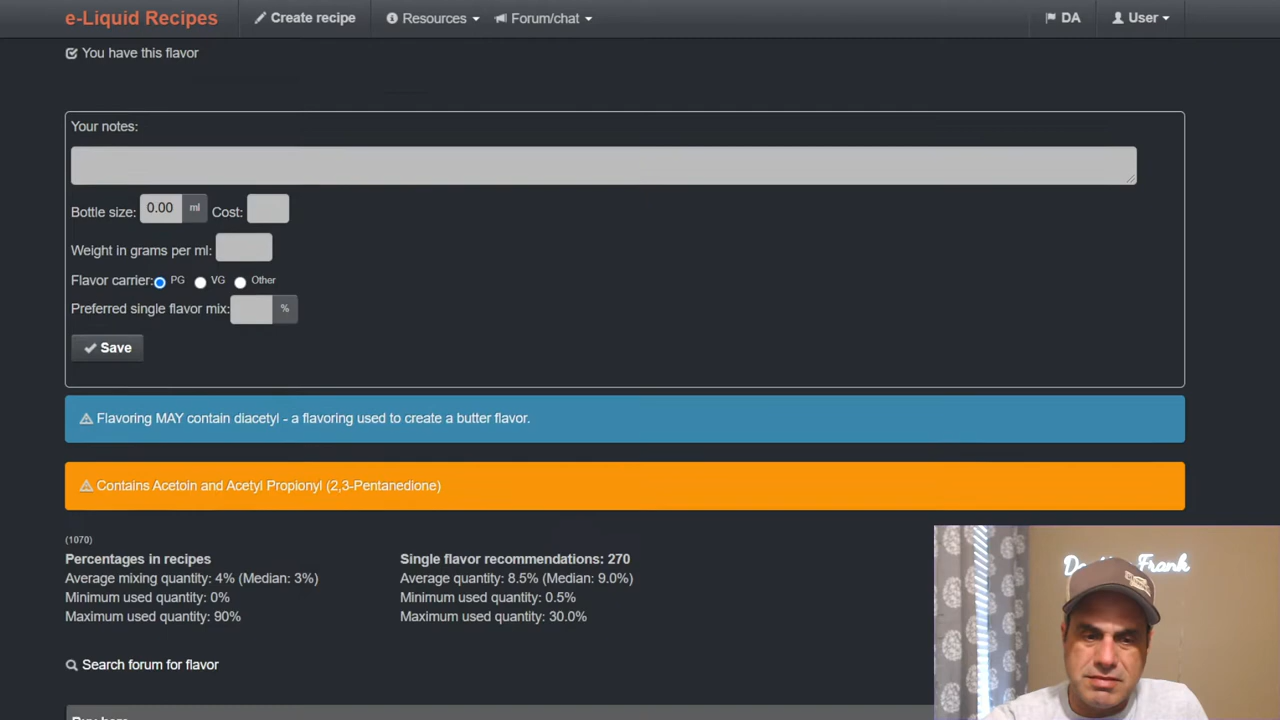 e-Liquid Recipes Create recipe Resources Forum/chat DA User
You have this flavor
Your notes:
Bottle size: 0.00 ml Cost:
Weight in grams per ml:
Flavor carrier: PG VG Other
Preferred single flavor mix: %
Save
Flavoring MAY contain diacetyl - a flavoring used to create a butter flavor.
Contains Acetoin and Acetyl Propionyl (2,3-Pentanedione)
(1070)
Percentages in recipes
Average mixing quantity: 4% (Median: 3%)
Minimum used quantity: 0%
Maximum used quantity: 90%
Single flavor recommendations: 270
Average quantity: 8.5% (Median: 9.0%)
Minimum used quantity: 0.5%
Maximum used quantity: 30.0%
Search forum for flavor
Frank